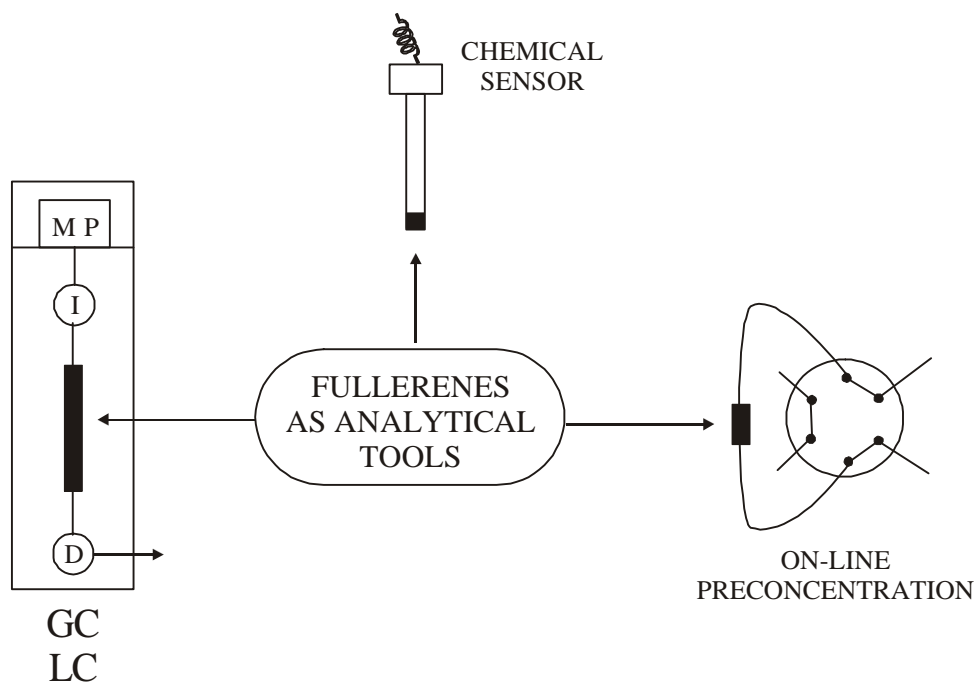 CHEMICAL
SENSOR
M P
I
FULLERENES
AS ANALYTICAL
TOOLS
D
ON-LINE
PRECONCENTRATION
GC
LC